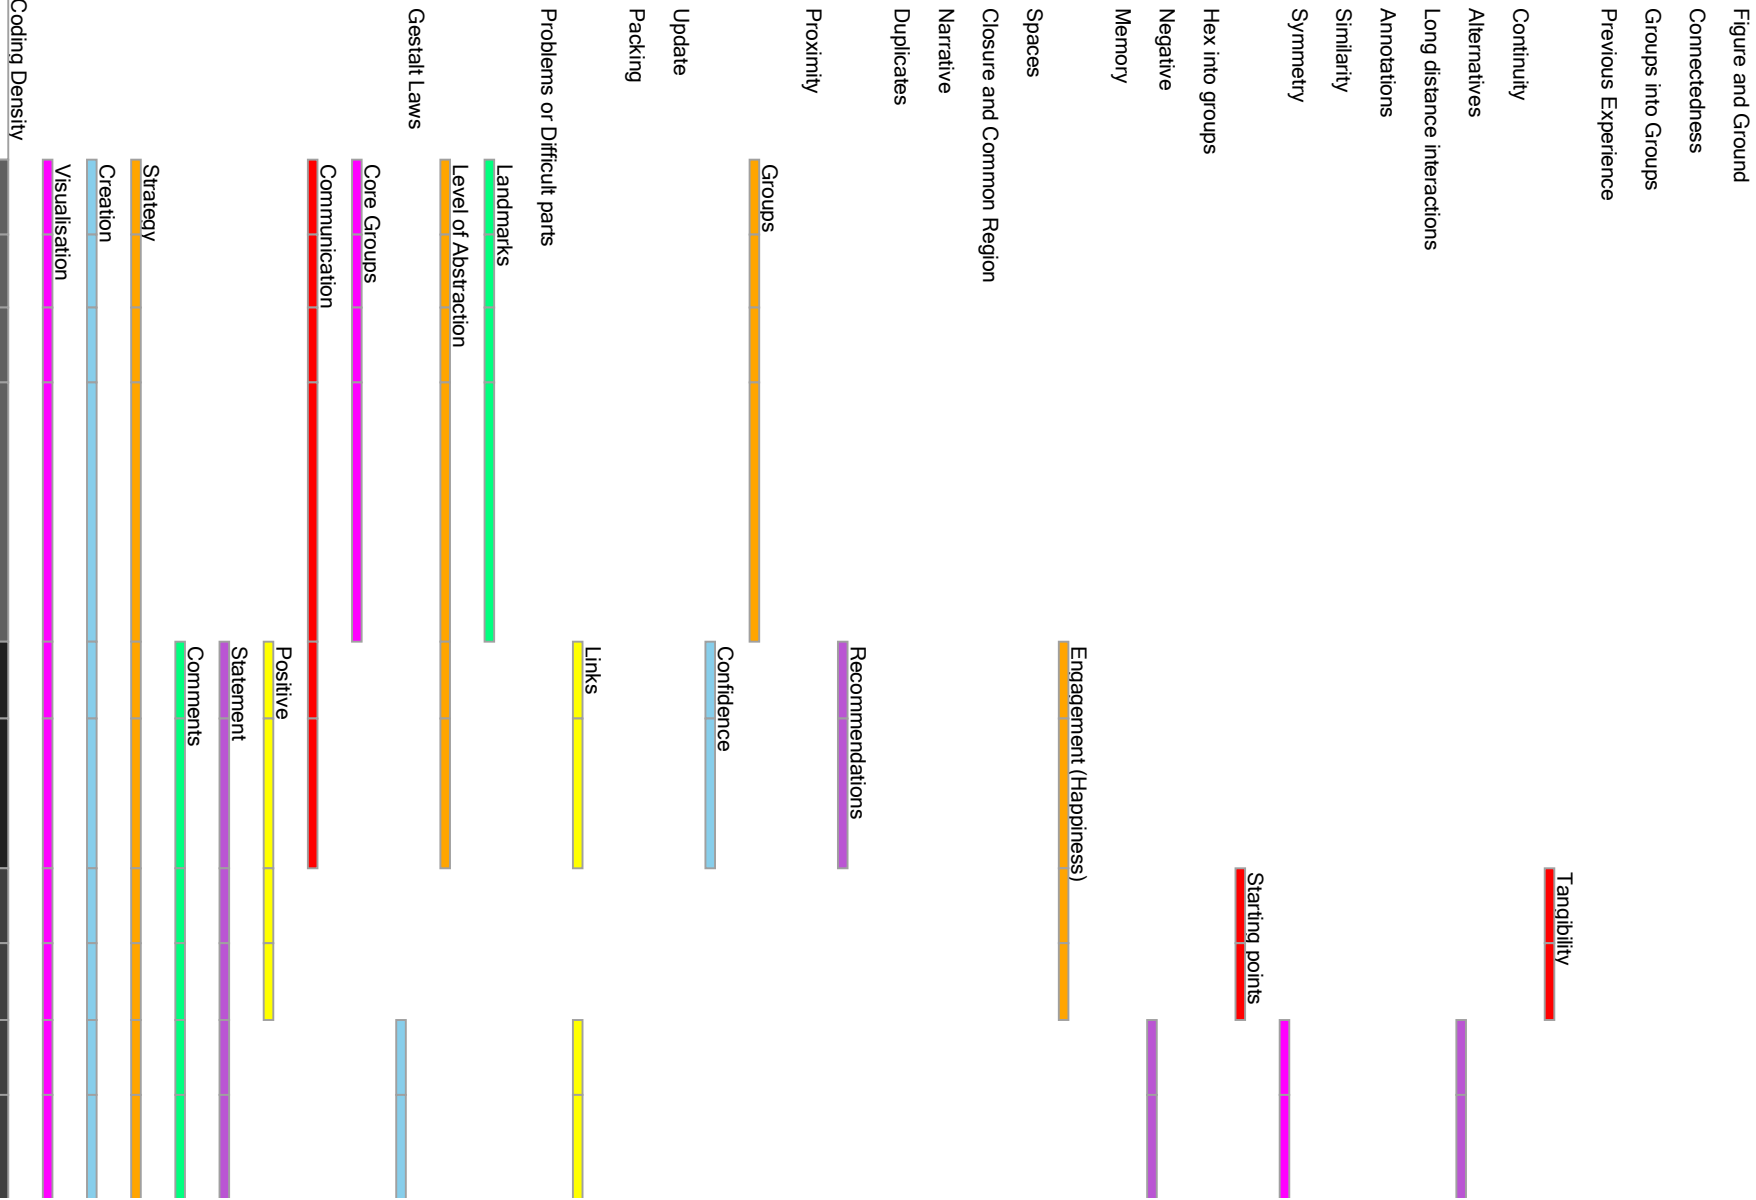 Coding Density
Visualisation
Creation
Strategy
Comments
Statement
Positive
Communication
Core Groups
Gestalt Laws
Level of Abstraction
Landmarks
Problems or Difficult parts
Links
Packing
Update
Confidence
Groups
Proximity
Recommendations
Duplicates
Narrative
Closure and Common Region
Spaces
Engagement (Happiness)
Memory
Negative
Hex into groups
Starting points
Symmetry
Similarity
Annotations
Long distance interactions
Alternatives
Continuity
Tangibility
Previous Experience
Groups into Groups
Connectedness
Figure and Ground